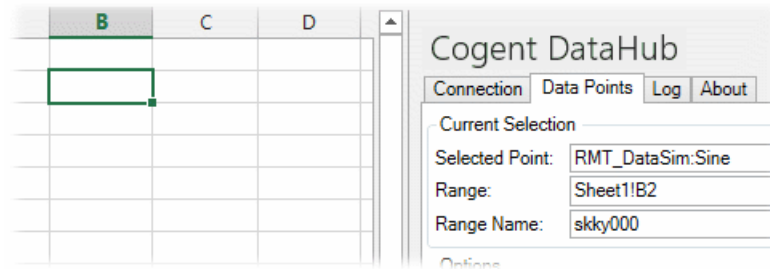 B C D
Cogent DataHub
Connection Data Points Log About
Current Selection
Selected Point: RMT_DataSim:Sine
Range: Sheet1!B2
Range Name: skky000
Options